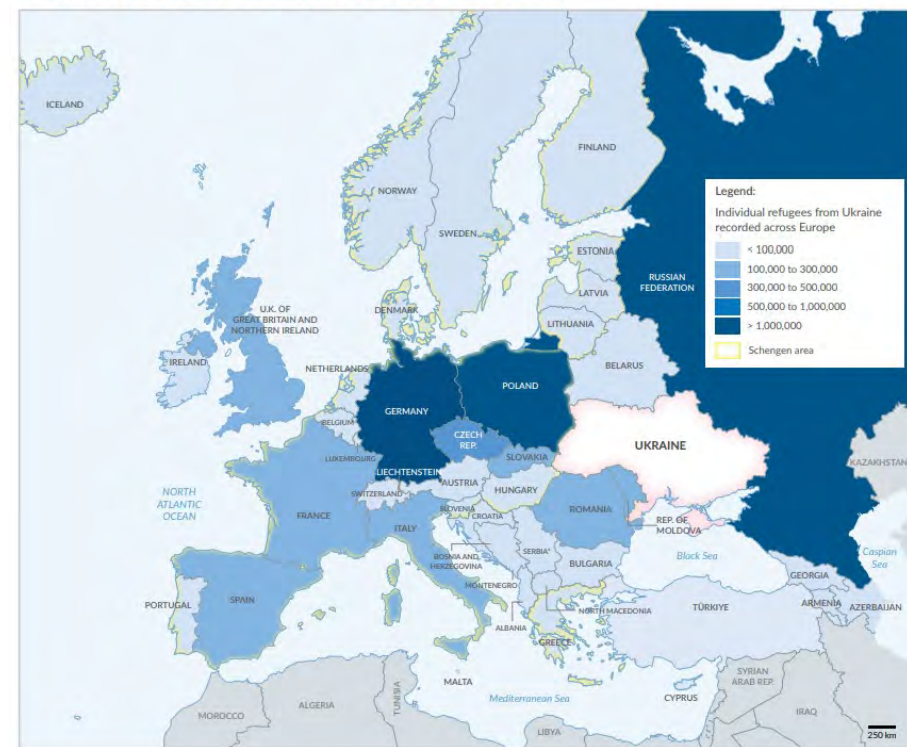 ICELAND
FINLAND
NORWAY
SWEDEN
ESTONIA
RUSSIAN
FEDERATION
LATVIA
DENMARK
LITHUANIA
U.K. OF
GREAT BRITAIN AND
NORTHERN IRELAND
IRELAND
NETHERLANDS
BELARUS
POLAND
GERMANY
BELGIUM
CZECH
REP.
UKRAINE
LUXEMBOURG
SLOVAKIA
LIECHTENSTEIN
KAZAKHSTAN
AUSTRIA
SWITZERLAND
HUNGARY
NORTH
ATLANTIC
OCEAN
FRANCE
SLOVENIA
CROATIA
ROMANIA
ITALY
REP. OF
MOLDOVA
BOSNIA AND
HERZEGOVINA
SERBIA*
Black Sea
Caspian
Sea
BULGARIA
MONTENEGRO
GEORGIA
PORTUGAL
SPAIN
NORTH MACEDONIA
TÜRKIYE
ARMENIA
AZERBAIJAN
ALBANIA
GREECE
SYRIAN
ARAB REP.
MALTA
Mediterranean Sea
CYPRUS
MOROCCO
ALGERIA
TUNISIA
LIBYA
IRAQ
250 km
Legend:
Individual refugees from Ukraine
recorded across Europe
< 100,000
100,000 to 300,000
300,000 to 500,000
500,000 to 1,000,000
> 1,000,000
Schengen area